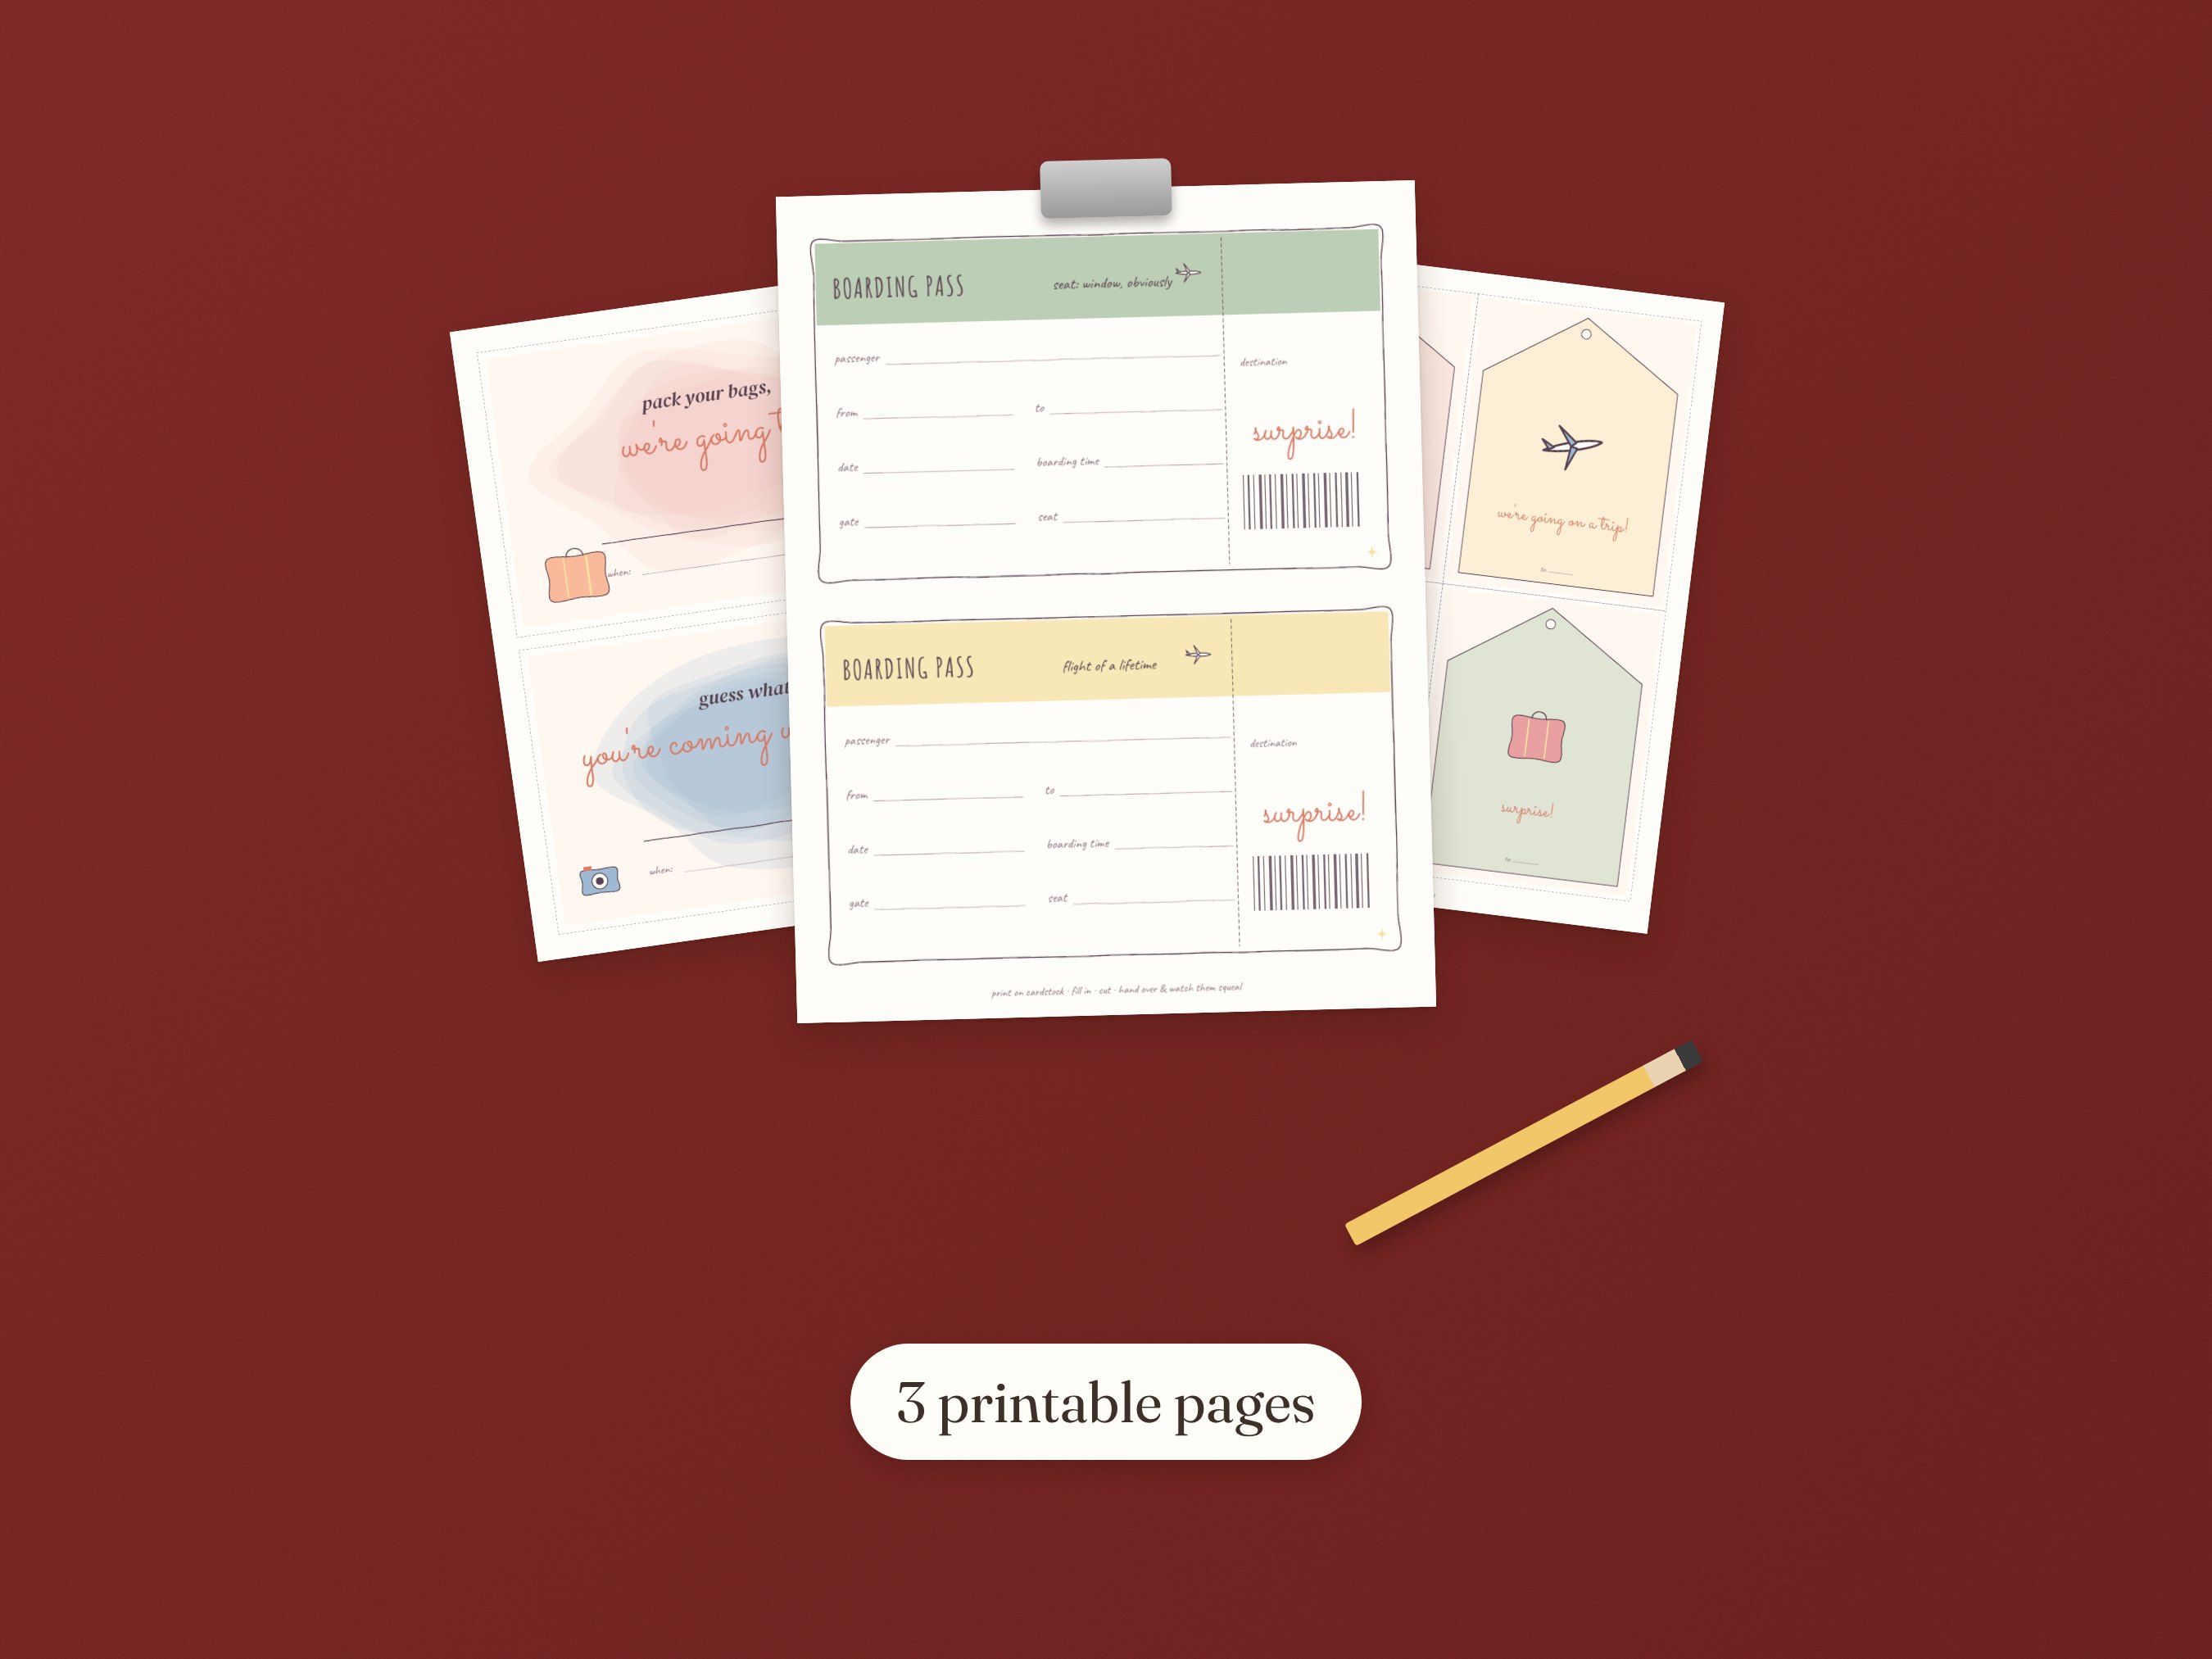 pack your bags,
we're going
when:
guess what
you're coming
when:
BOARDING PASS
seat: window, obviously
passenger
destination
from
to
surprise!
date
boarding time
gate
seat
BOARDING PASS
flight of a lifetime
passenger
destination
from
to
surprise!
date
boarding time
gate
seat
print on cardstock · fill in · cut · hand over & watch them squeal
we're going on a trip!
surprise!
3 printable pages